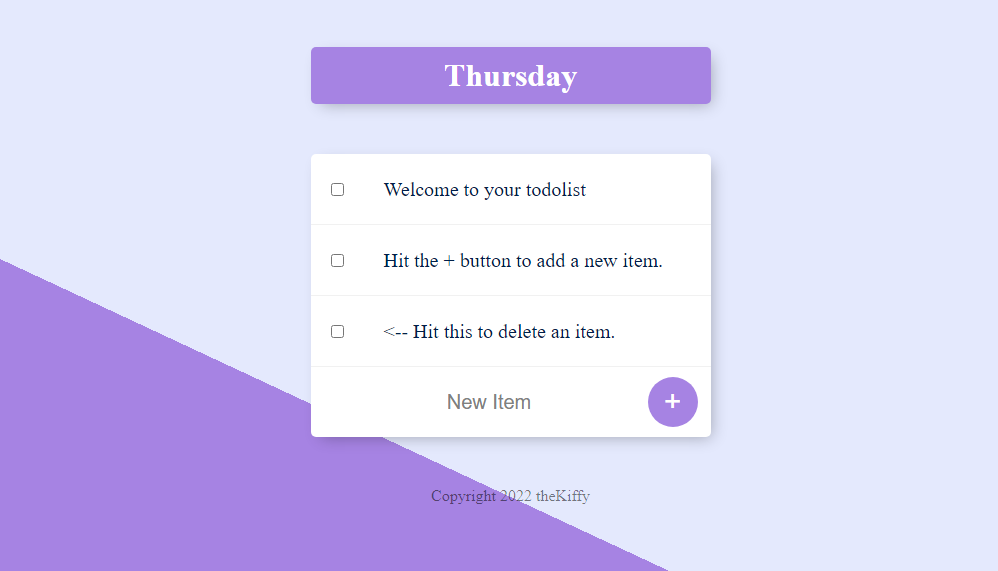 Thursday
Welcome to your todolist
Hit the + button to add a new item.
<-- Hit this to delete an item.
New Item +
Copyright 2022 theKiffy